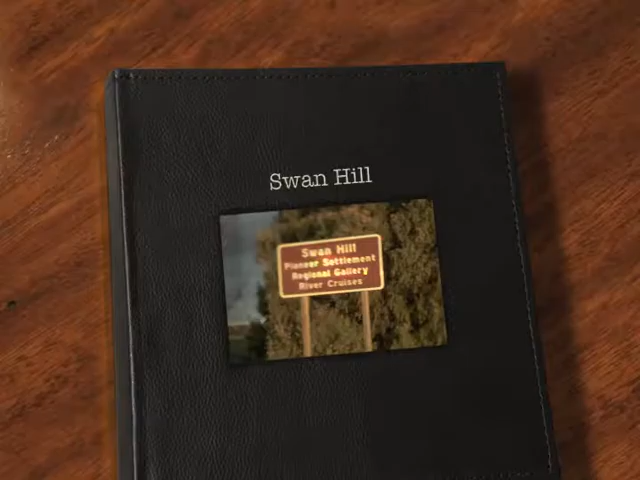 Swan Hill
Swan Hill
Pioneer Settlement
Regional Gallery
River Cruises